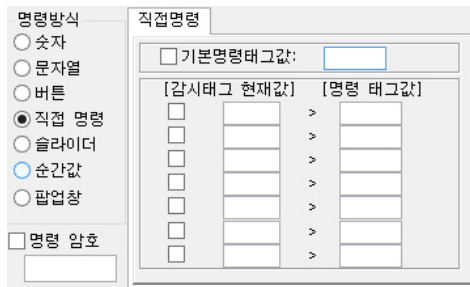 명령방식
숫자
문자열
버튼
직접 명령
슬라이더
순간값
팝업창
명령 암호
직접명령
기본명령태그값:
[감시태그 현재값] [명령 태그값]
>
>
>
>
>
>
>